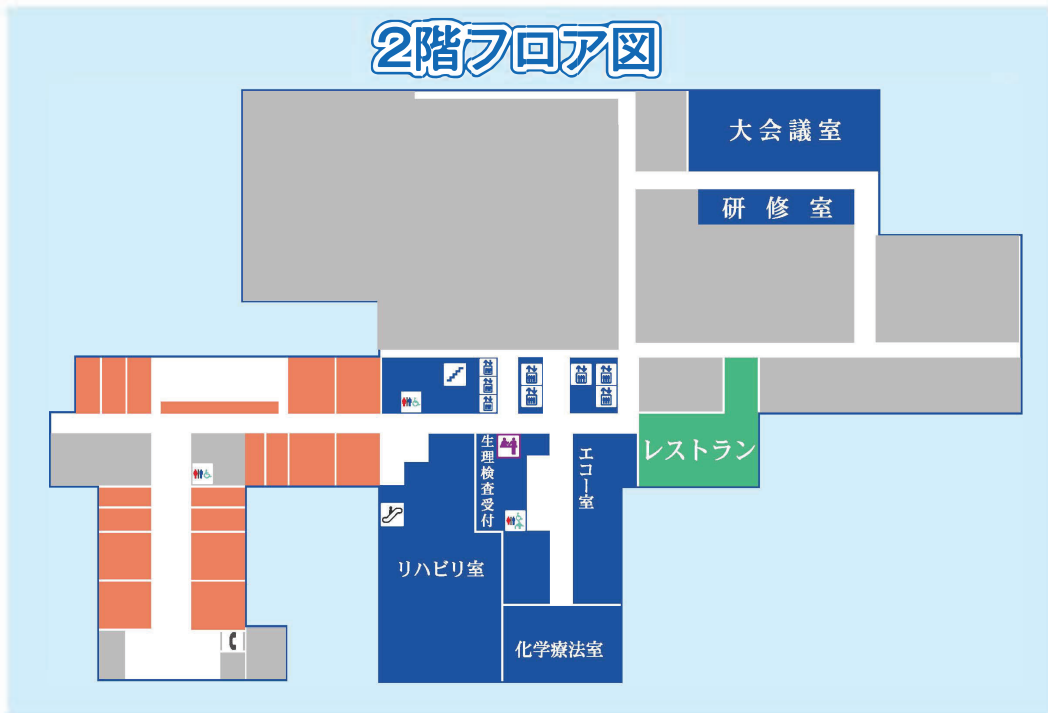 2階フロア図
大会議室
研修室
レストラン
生理検査受付
エコー室
リハビリ室
化学療法室